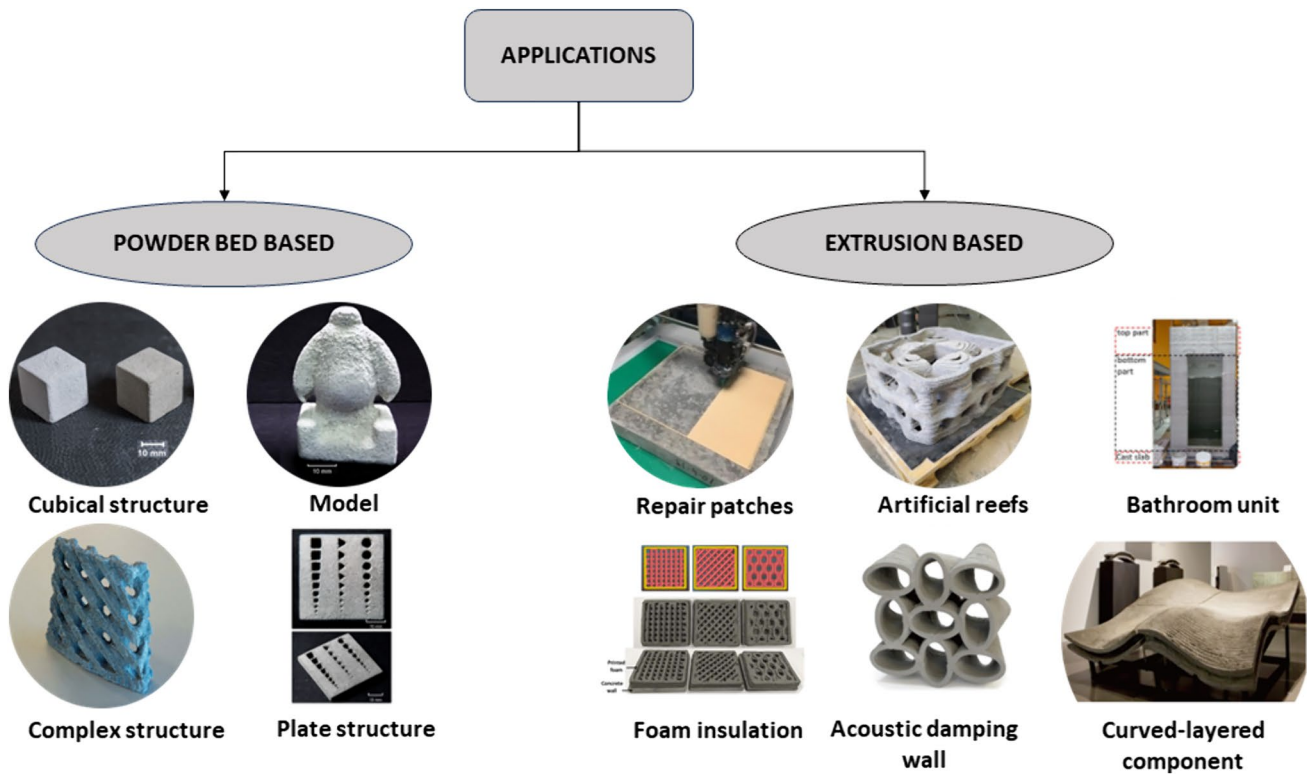 APPLICATIONS
POWDER BED BASED
EXTRUSION BASED
10 mm
Cubical structure
10 mm
Model
Repair patches
Artificial reefs
top part
bottom
part
Cast slab
Bathroom unit
Complex structure
Plate structure
Printed
foam
Concrete
wall
Foam insulation
Acoustic damping
wall
Curved-layered
component